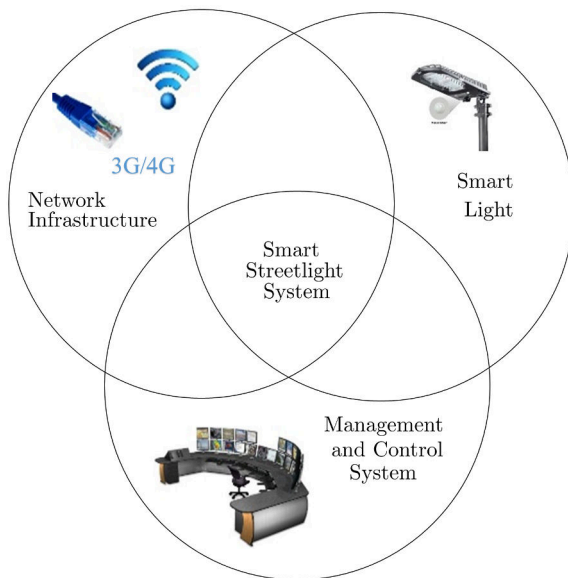 3G/4G
Network
Infrastructure
Smart
Light
Smart
Streetlight
System
Management
and Control
System